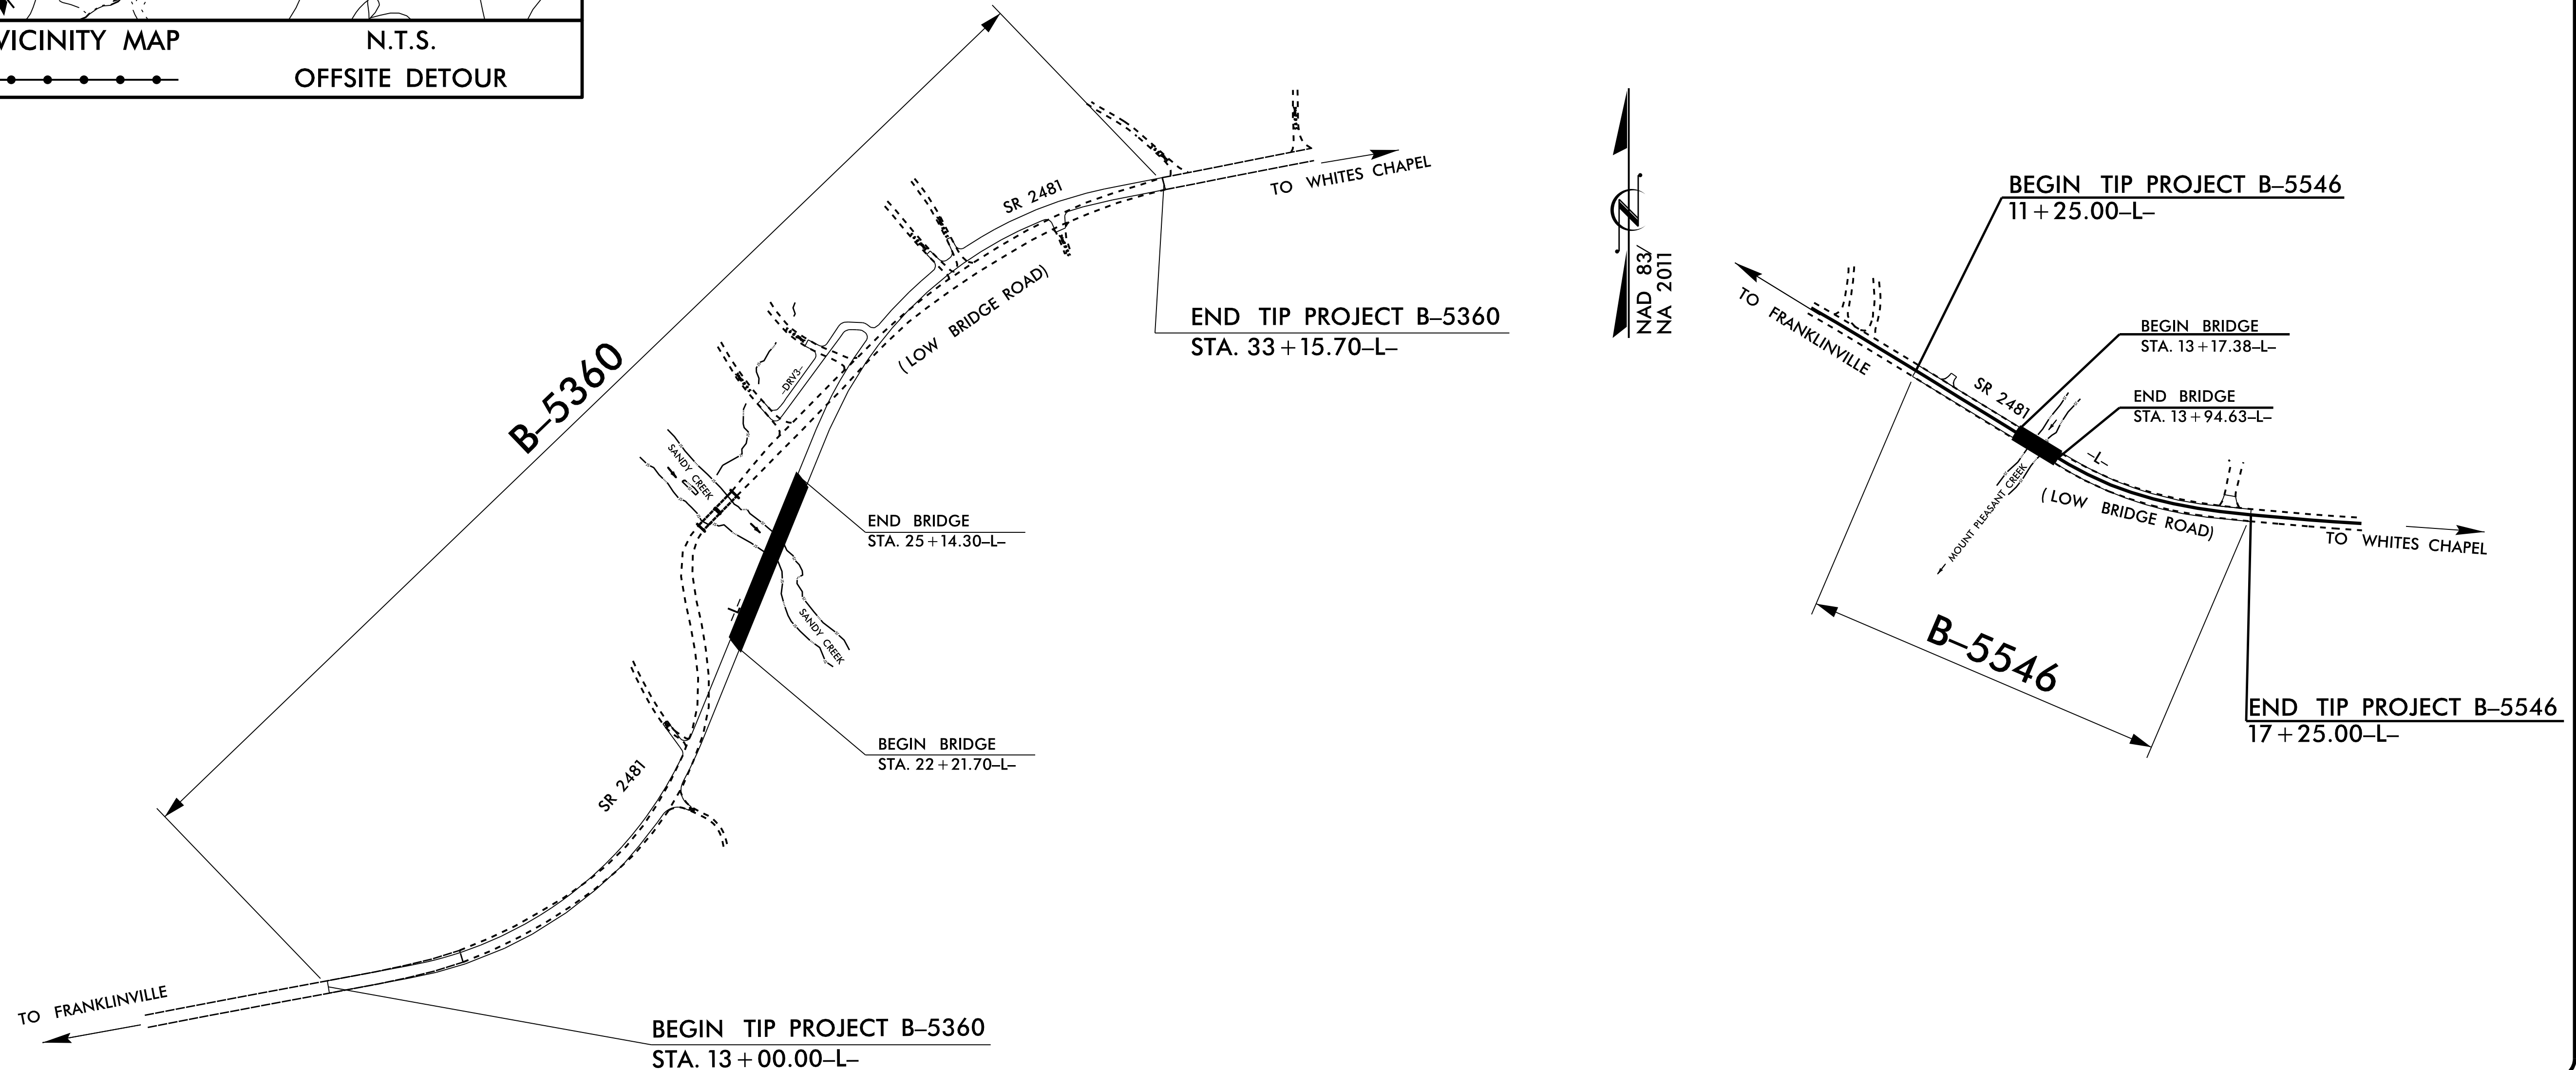 VICINITY MAP
N.T.S.
OFFSITE DETOUR
B–5360
SR 2481
(LOW BRIDGE ROAD)
TO WHITES CHAPEL
END TIP PROJECT B–5360
STA. 33+15.70–L–
–DRV3–
SANDY CREEK
END BRIDGE
STA. 25+14.30–L–
–L–
SANDY CREEK
BEGIN BRIDGE
STA. 22+21.70–L–
SR 2481
TO FRANKLINVILLE
BEGIN TIP PROJECT B–5360
STA. 13+00.00–L–
N
NAD 83/
NA 2011
BEGIN TIP PROJECT B–5546
11+25.00–L–
TO FRANKLINVILLE
BEGIN BRIDGE
STA. 13+17.38–L–
END BRIDGE
STA. 13+94.63–L–
SR 2481
–L–
MOUNT PLEASANT CREEK
(LOW BRIDGE ROAD)
TO WHITES CHAPEL
B–5546
END TIP PROJECT B–5546
17+25.00–L–